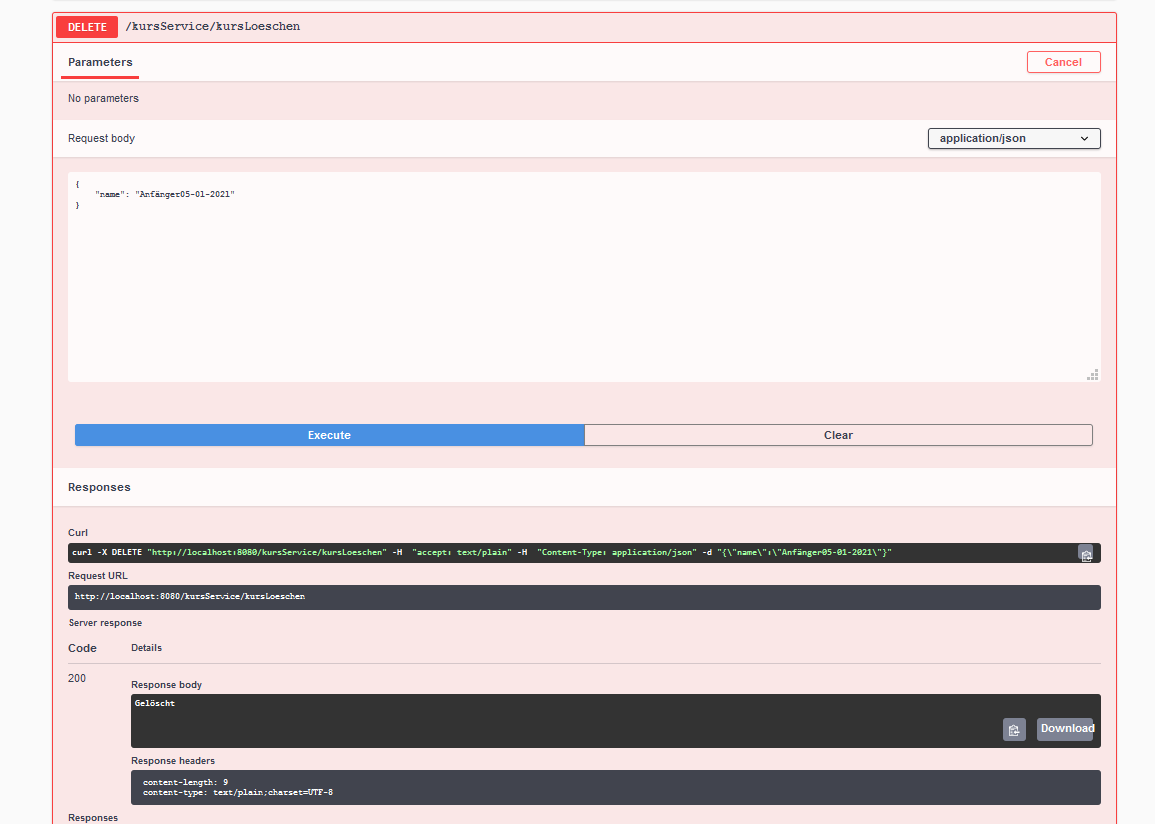 DELETE /kursService/kursLoeschen
Parameters
Cancel
No parameters
Request body
application/json
{
"name": "Anfänger05-01-2021"
}
Execute
Clear
Responses
Curl
curl -X DELETE "http://localhost:8080/kursService/kursLoeschen" -H "accept: text/plain" -H "Content-Type: application/json" -d "{\"name\":\"Anfänger05-01-2021\"}"
Request URL
http://localhost:8080/kursService/kursLoeschen
Server response
Code Details
200
Response body
Gelöscht
Download
Response headers
content-length: 9
content-type: text/plain;charset=UTF-8
Responses